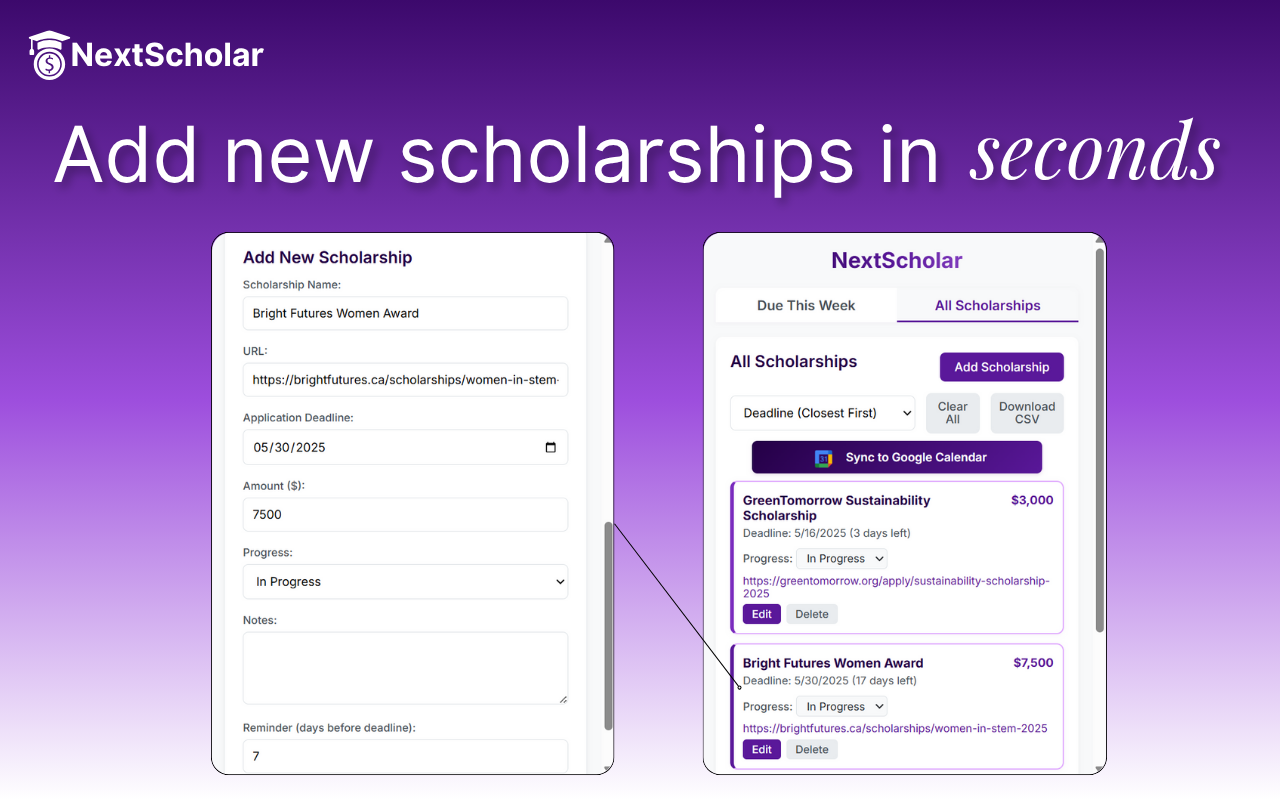 NextScholar
Add new scholarships in seconds
Add New Scholarship
Scholarship Name:
Bright Futures Women Award
URL:
https://brightfutures.ca/scholarships/women-in-stem-
Application Deadline:
05/30/2025
Amount ($):
7500
Progress:
In Progress
Notes:
Reminder (days before deadline):
7
NextScholar
Due This Week
All Scholarships
All Scholarships
Add Scholarship
Deadline (Closest First)
Clear
All
Download
CSV
31
Sync to Google Calendar
GreenTomorrow Sustainability
Scholarship
$3,000
Deadline: 5/16/2025 (3 days left)
Progress: In Progress
https://greentomorrow.org/apply/sustainability-scholarship-
2025
Edit
Delete
Bright Futures Women Award
$7,500
Deadline: 5/30/2025 (17 days left)
Progress: In Progress
https://brightfutures.ca/scholarships/women-in-stem-2025
Edit
Delete